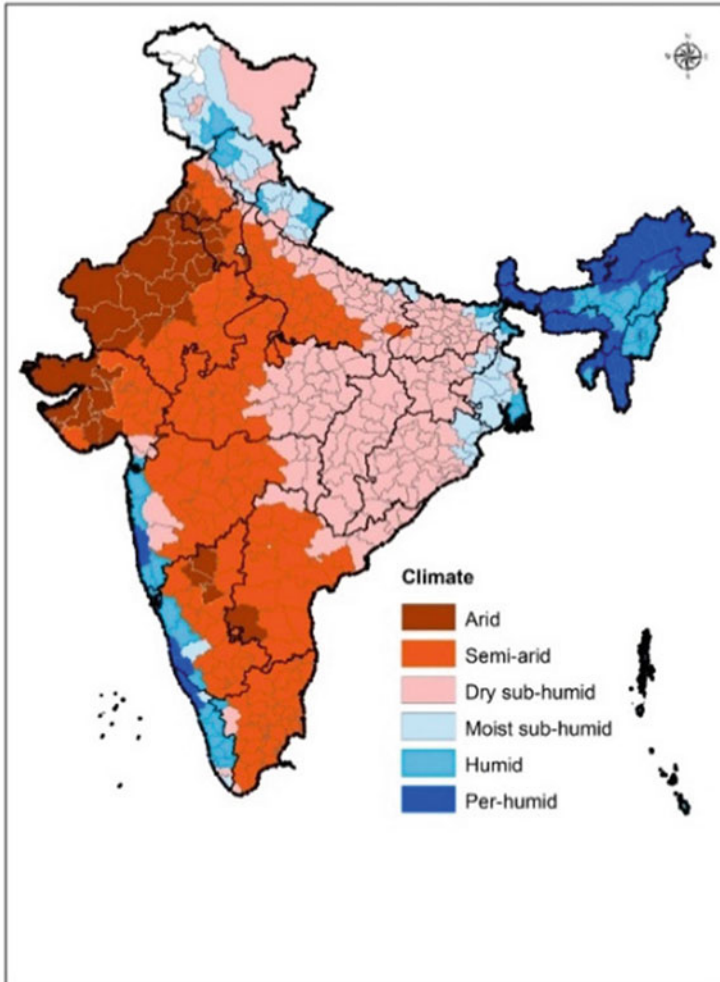 N
Climate
Arid
Semi-arid
Dry sub-humid
Moist sub-humid
Humid
Per-humid